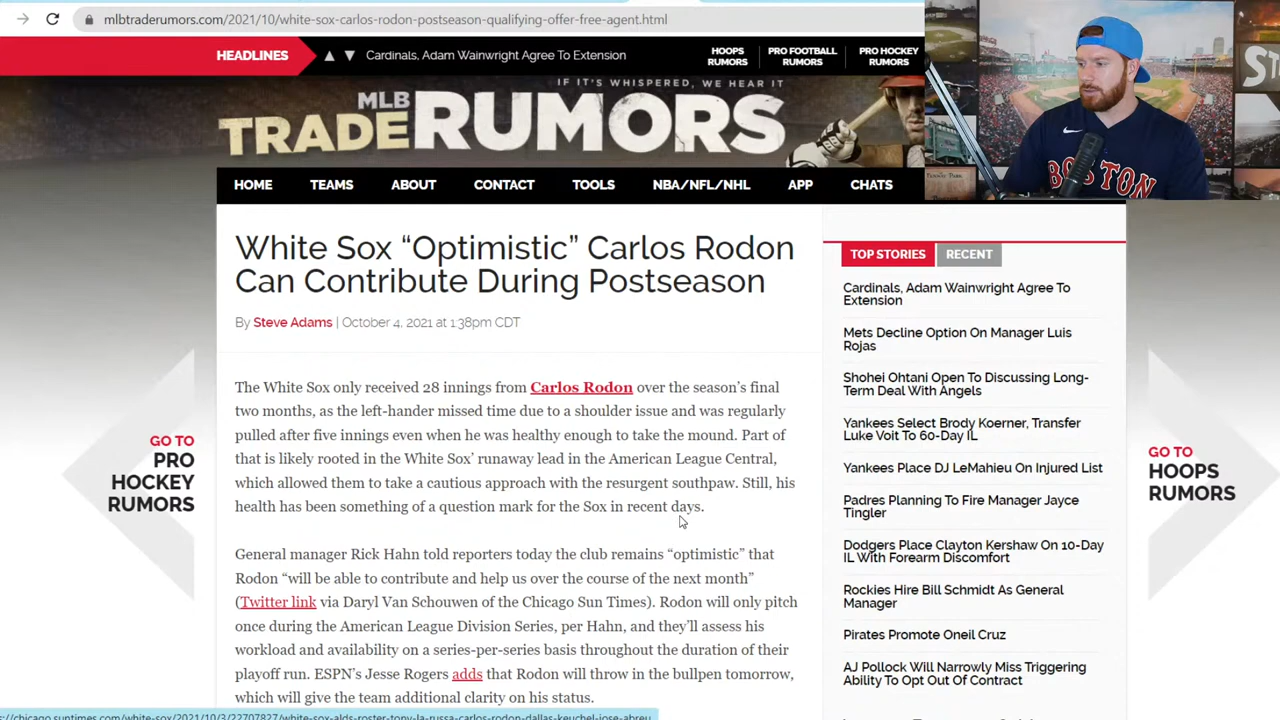 mlbtraderumors.com/2021/10/white-sox-carlos-rodon-postseason-qualifying-offer-free-agent.html
HEADLINES
Cardinals, Adam Wainwright Agree To Extension
HOOPS
RUMORS
PRO FOOTBALL
RUMORS
PRO HOCKEY
RUMORS
IF IT'S WHISPERED, WE HEAR IT
MLB
TRADERUMORS
HOME TEAMS ABOUT CONTACT TOOLS NBA/NFL/NHL APP CHATS
BOSTON
White Sox “Optimistic” Carlos Rodon
Can Contribute During Postseason
By Steve Adams | October 4, 2021 at 1:38pm CDT
The White Sox only received 28 innings from Carlos Rodon over the season’s final
two months, as the left-hander missed time due to a shoulder issue and was regularly
pulled after five innings even when he was healthy enough to take the mound. Part of
that is likely rooted in the White Sox’ runaway lead in the American League Central,
which allowed them to take a cautious approach with the resurgent southpaw. Still, his
health has been something of a question mark for the Sox in recent days.
General manager Rick Hahn told reporters today the club remains “optimistic” that
Rodon “will be able to contribute and help us over the course of the next month”
(Twitter link via Daryl Van Schouwen of the Chicago Sun Times). Rodon will only pitch
once during the American League Division Series, per Hahn, and they’ll assess his
workload and availability on a series-per-series basis throughout the duration of their
playoff run. ESPN’s Jesse Rogers adds that Rodon will throw in the bullpen tomorrow,
which will give the team additional clarity on his status.
TOP STORIES RECENT
Cardinals, Adam Wainwright Agree To
Extension
Mets Decline Option On Manager Luis
Rojas
Shohei Ohtani Open To Discussing Long-
Term Deal With Angels
Yankees Select Brody Koerner, Transfer
Luke Voit To 60-Day IL
Yankees Place DJ LeMahieu On Injured List
Padres Planning To Fire Manager Jayce
Tingler
Dodgers Place Clayton Kershaw On 10-Day
IL With Forearm Discomfort
Rockies Hire Bill Schmidt As General
Manager
Pirates Promote Oneil Cruz
AJ Pollock Will Narrowly Miss Triggering
Ability To Opt Out Of Contract
GO TO
PRO
HOCKEY
RUMORS
GO TO
HOOPS
RUMORS
s://chicago.suntimes.com/white-sox/2021/10/3/22707827/white-sox-alds-roster-tony-la-russa-carlos-rodon-dallas-keuchel-jose-abreu